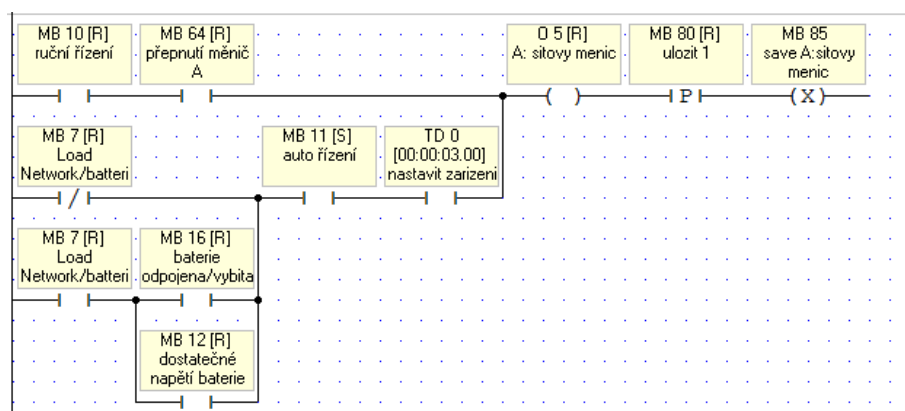 MB 10 [R]
ruční řízení
MB 64 [R]
přepnutí měnič
A
O 5 [R]
A: sitovy menic
MB 80 [R]
ulozit 1
MB 85
save A:sitovy
menic
P
X
MB 7 [R]
Load
Network/batteri
MB 11 [S]
auto řízení
TD 0
[00:00:03.00]
nastavit zarizeni
MB 7 [R]
Load
Network/batteri
MB 16 [R]
baterie
odpojena/vybita
MB 12 [R]
dostatečné
napětí baterie